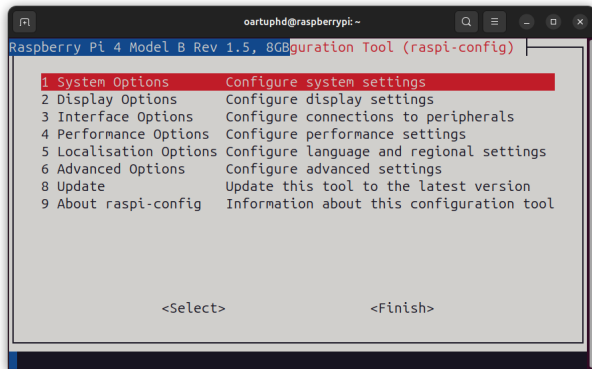 oartuphd@raspberrypi: ~
Raspberry Pi 4 Model B Rev 1.5, 8GBguration Tool (raspi-config)
1 System Options Configure system settings
2 Display Options Configure display settings
3 Interface Options Configure connections to peripherals
4 Performance Options Configure performance settings
5 Localisation Options Configure language and regional settings
6 Advanced Options Configure advanced settings
8 Update Update this tool to the latest version
9 About raspi-config Information about this configuration tool
<Select> <Finish>